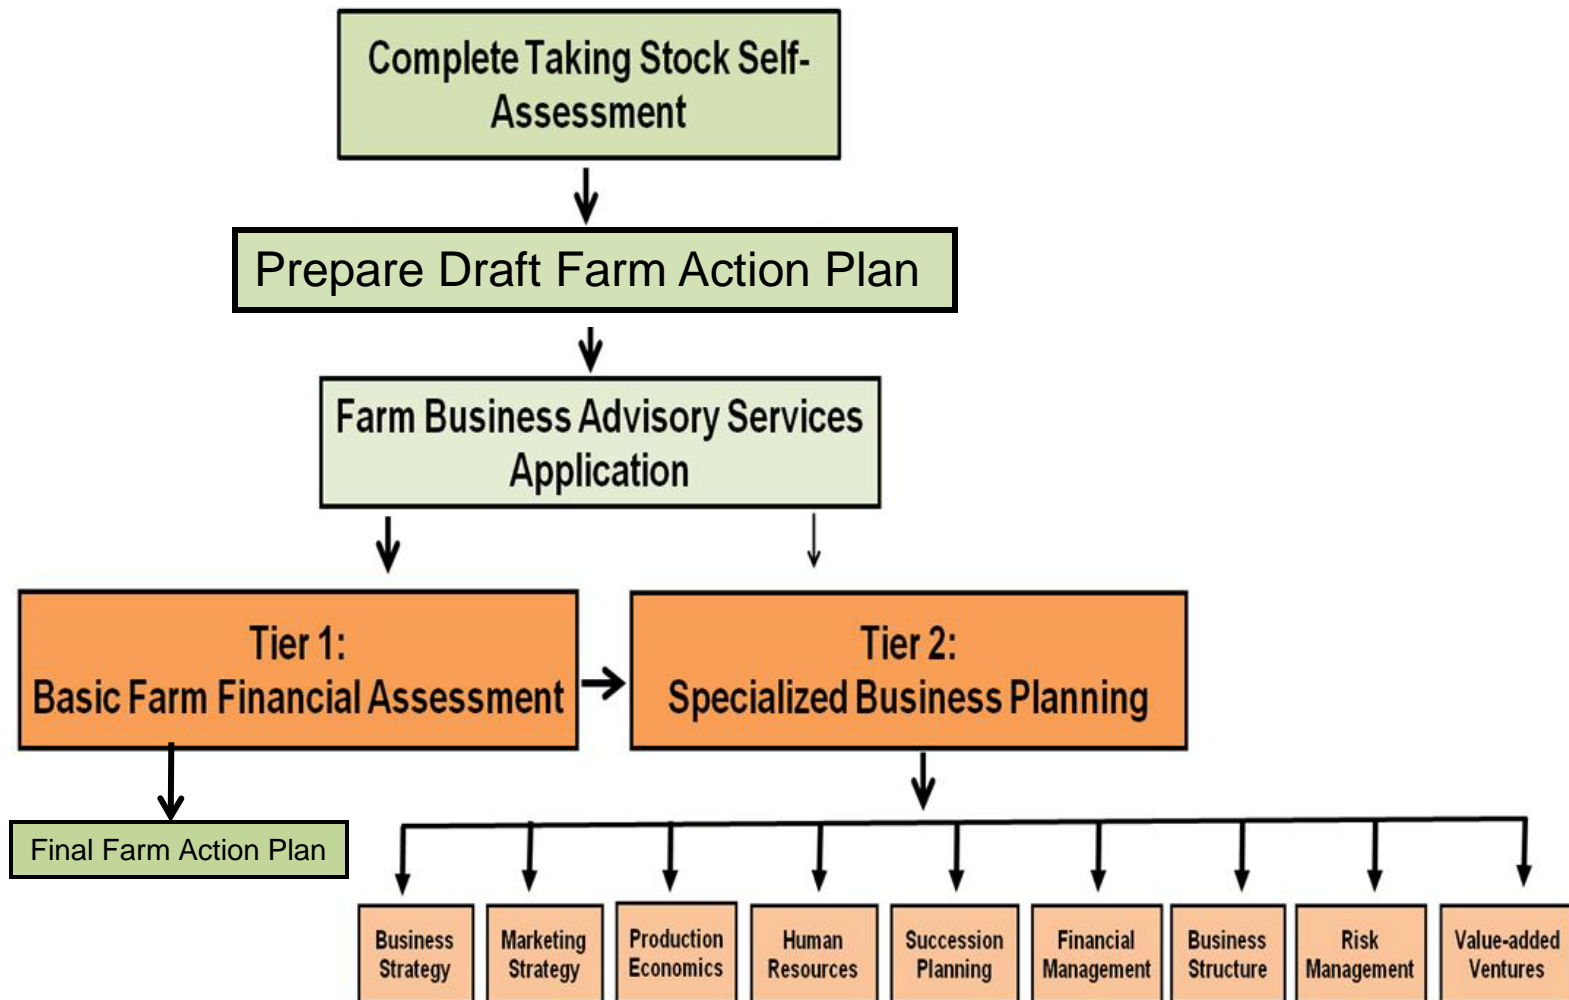 Complete Taking Stock Self-
Assessment
Prepare Draft Farm Action Plan
Farm Business Advisory Services
Application
Tier 1:
Basic Farm Financial Assessment
Tier 2:
Specialized Business Planning
Final Farm Action Plan
Business
Strategy
Marketing
Strategy
Production
Economics
Human
Resources
Succession
Planning
Financial
Management
Business
Structure
Risk
Management
Value-added
Ventures